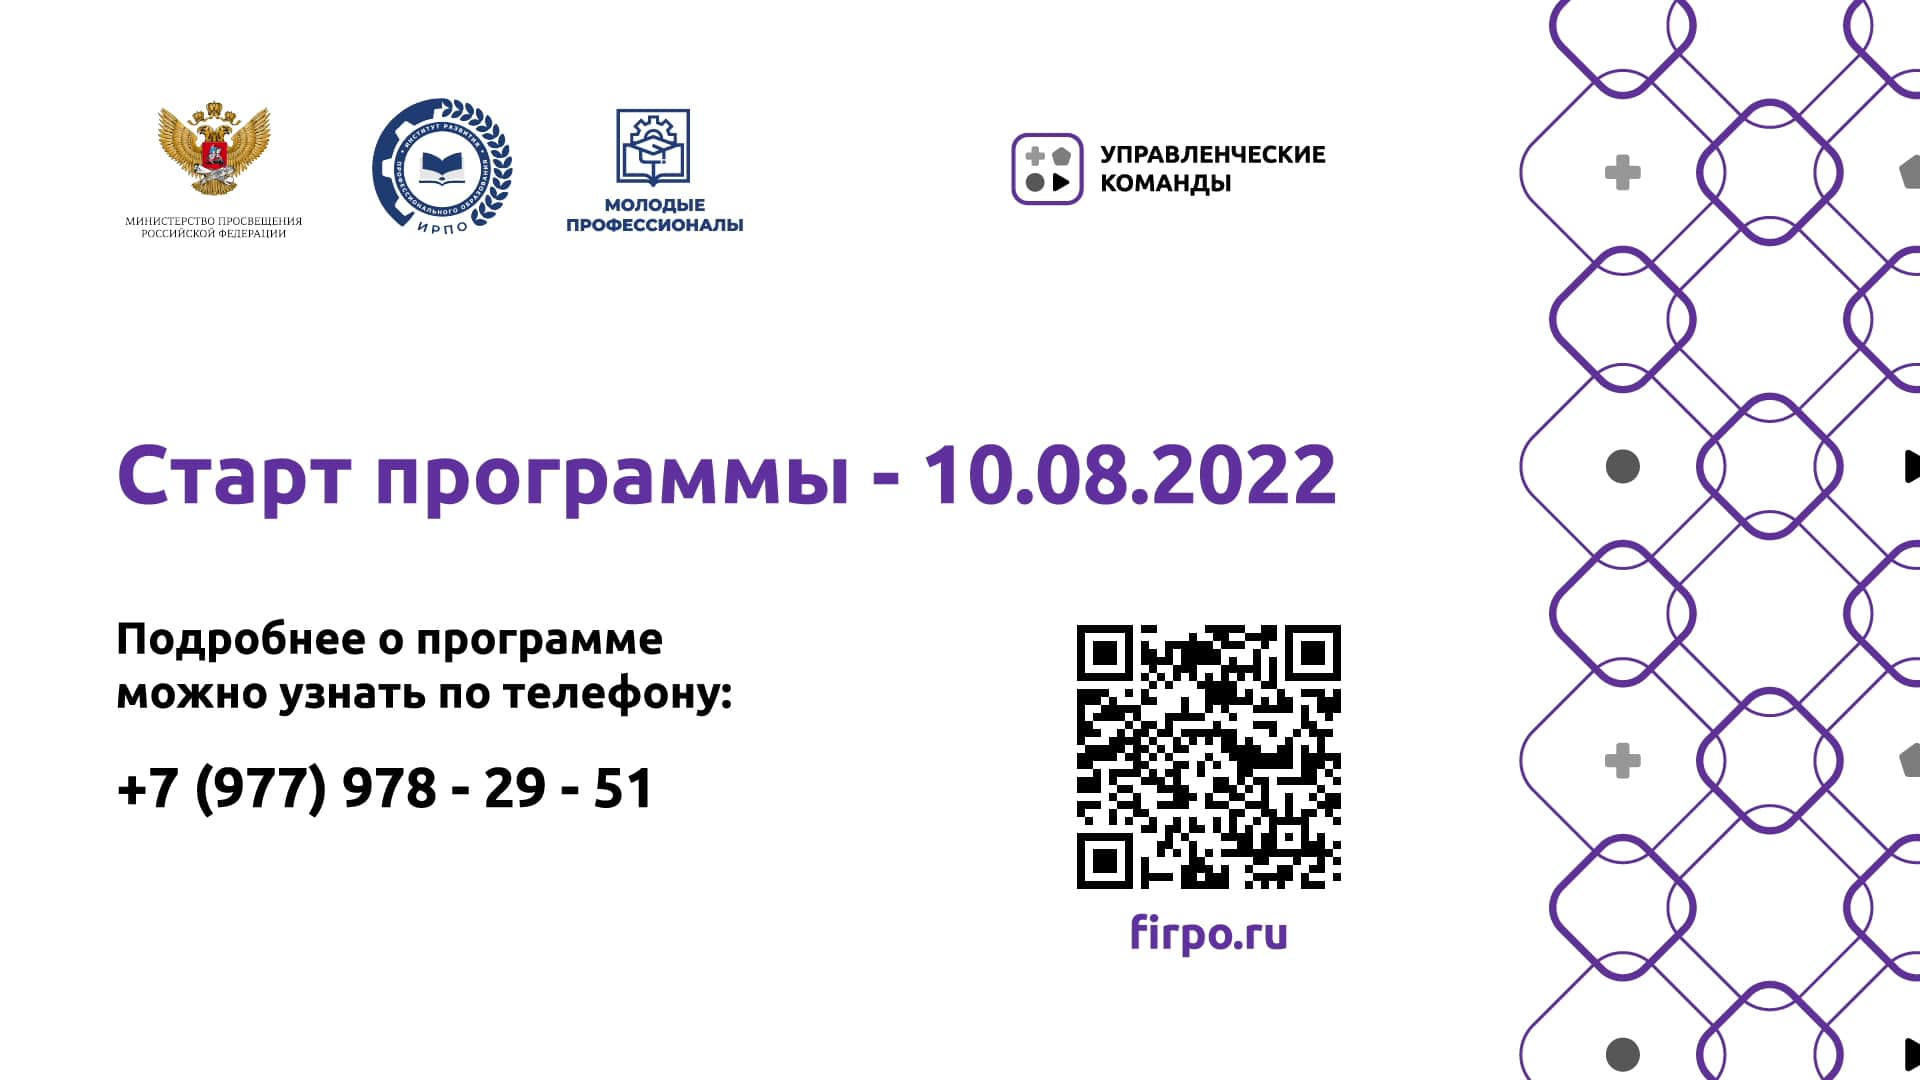 МИНИСТЕРСТВО ПРОСВЕЩЕНИЯ
РОССИЙСКОЙ ФЕДЕРАЦИИ
ИНСТИТУТ РАЗВИТИЯ
ПРОФЕССИОНАЛЬНОГО ОБРАЗОВАНИЯ
ИРПО
МОЛОДЫЕ
ПРОФЕССИОНАЛЫ
УПРАВЛЕНЧЕСКИЕ
КОМАНДЫ
Старт программы - 10.08.2022
Подробнее о программе
можно узнать по телефону:
+7 (977) 978 - 29 - 51
firpo.ru